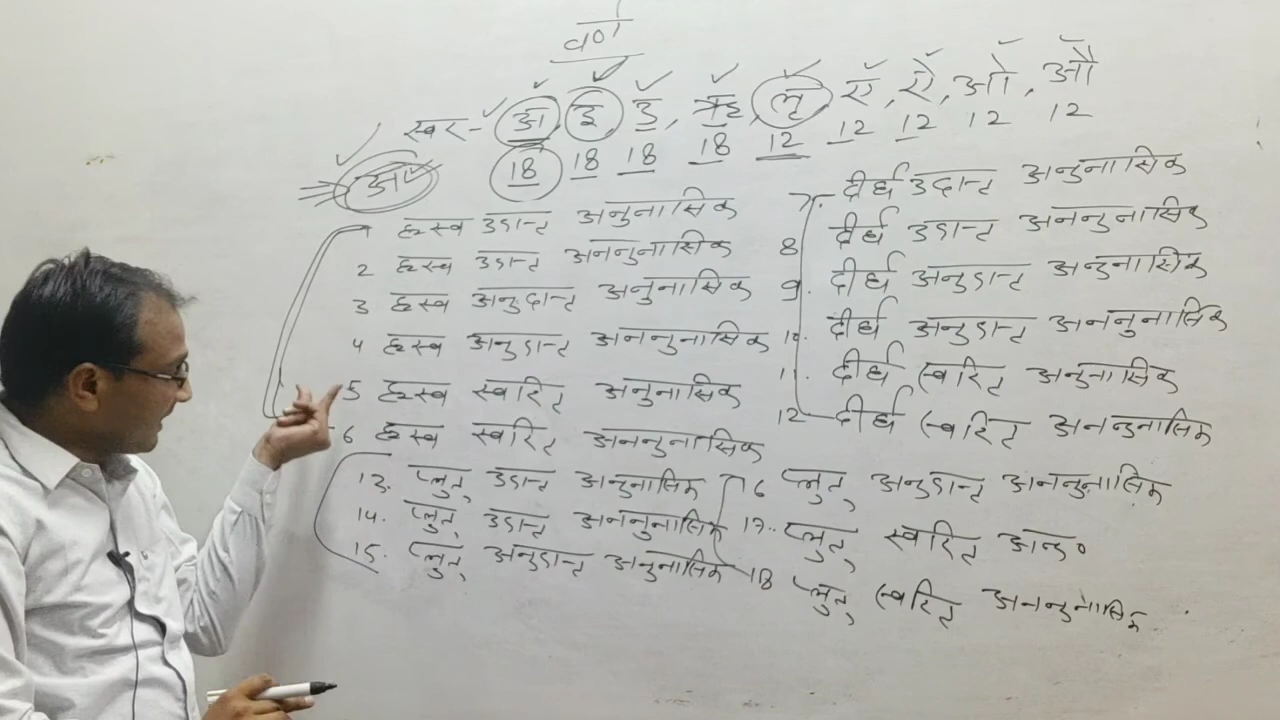 वर्ण
स्वर- अ, इ, उ, ऋ, लृ, ए, ऐ, ओ, औ
18 18 18 18 12 12 12 12 12
अ
1 ह्रस्व उदान्ट अनुनासिक
2 ह्रस्व उदान्ट अननुनासिक
3 ह्रस्व अनुदान्ट अनुनासिक
4 ह्रस्व अनुदान्ट अननुनासिक
5 ह्रस्व स्वरित अनुनासिक
6 ह्रस्व स्वरित अननुनासिक
7. दीर्घ उदान्ट अनुनासिक
8 दीर्घ उदान्ट अननुनासिक
9. दीर्घ अनुदान्ट अनुनासिक
10. दीर्घ अनुदान्ट अननुनासिक
11. दीर्घ स्वरित अनुनासिक
12 दीर्घ स्वरित अननुनासिक
13. प्लुत् उदान्ट अनुनासिक
14. प्लुत् उदान्ट अननुनासिक
15. प्लुत् अनुदान्ट अनुनासिक
16 प्लुत् अनुदान्ट अननुनासिक
17.. प्लुत् स्वरित अनु०
18 प्लुत् स्वरित अननुनासिक